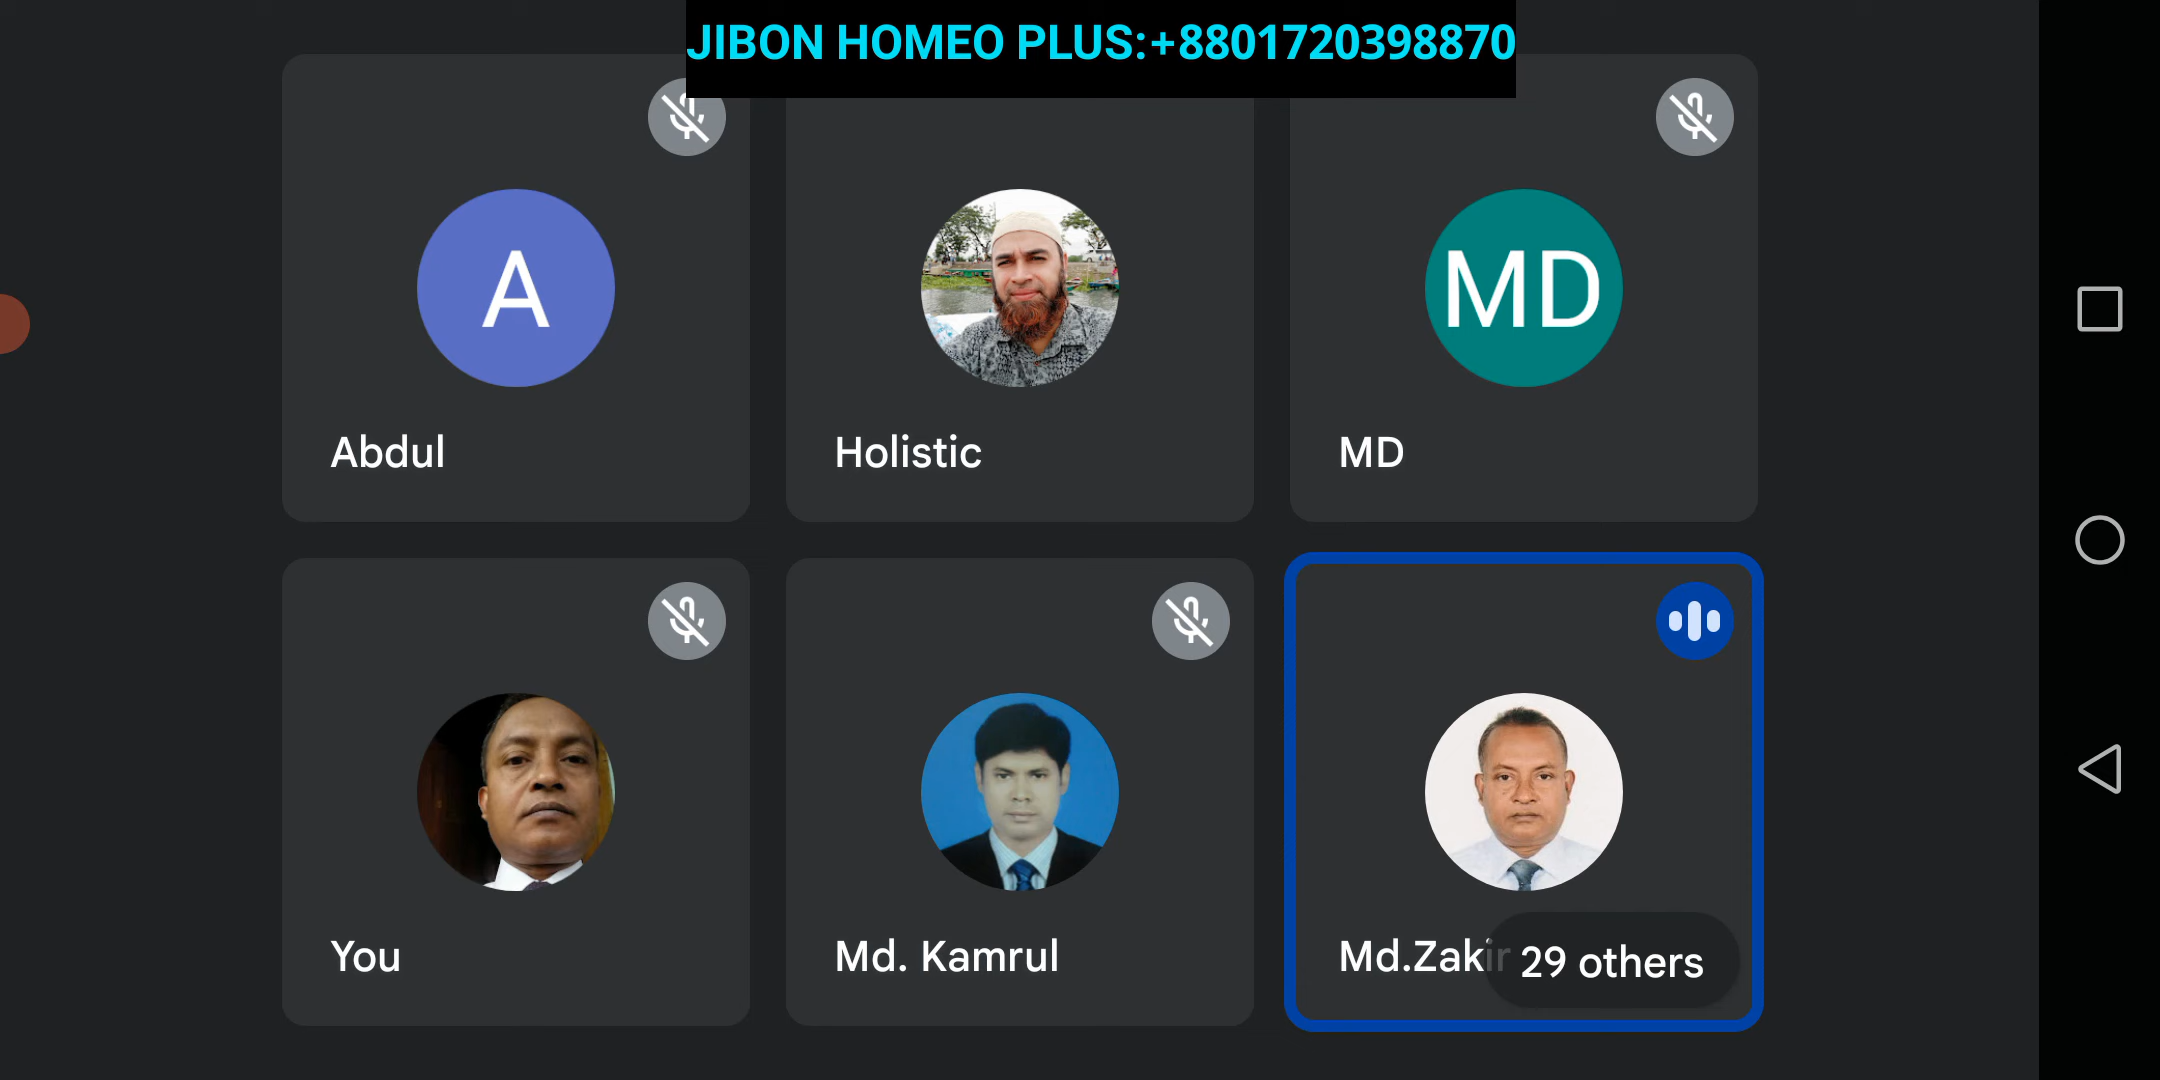 JIBON HOMEO PLUS:+8801720398870
A
MD
Abdul
Holistic
MD
You
Md. Kamrul
Md.Zakir
29 others